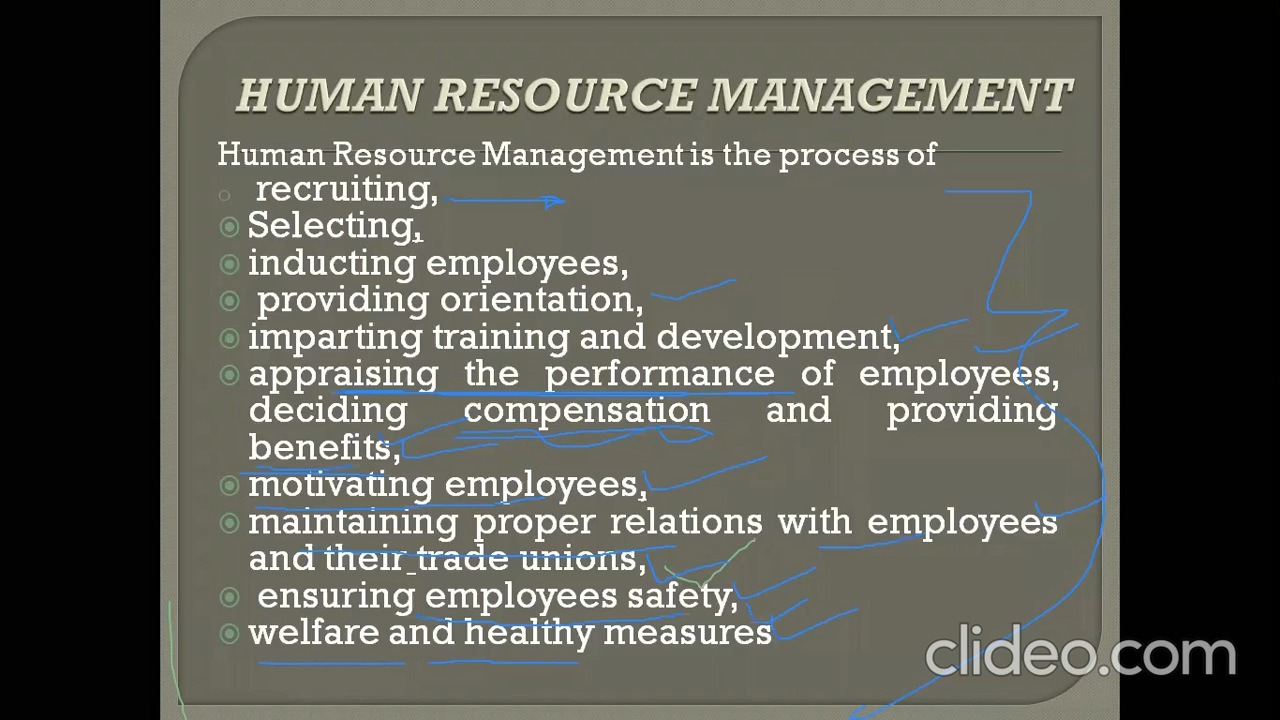 HUMAN RESOURCE MANAGEMENT
Human Resource Management is the process of
recruiting,
Selecting,
inducting employees,
providing orientation,
imparting training and development,
appraising the performance of employees,
deciding compensation and providing
benefits,
motivating employees,
maintaining proper relations with employees
and their trade unions,
ensuring employees safety,
welfare and healthy measures
clideo.com